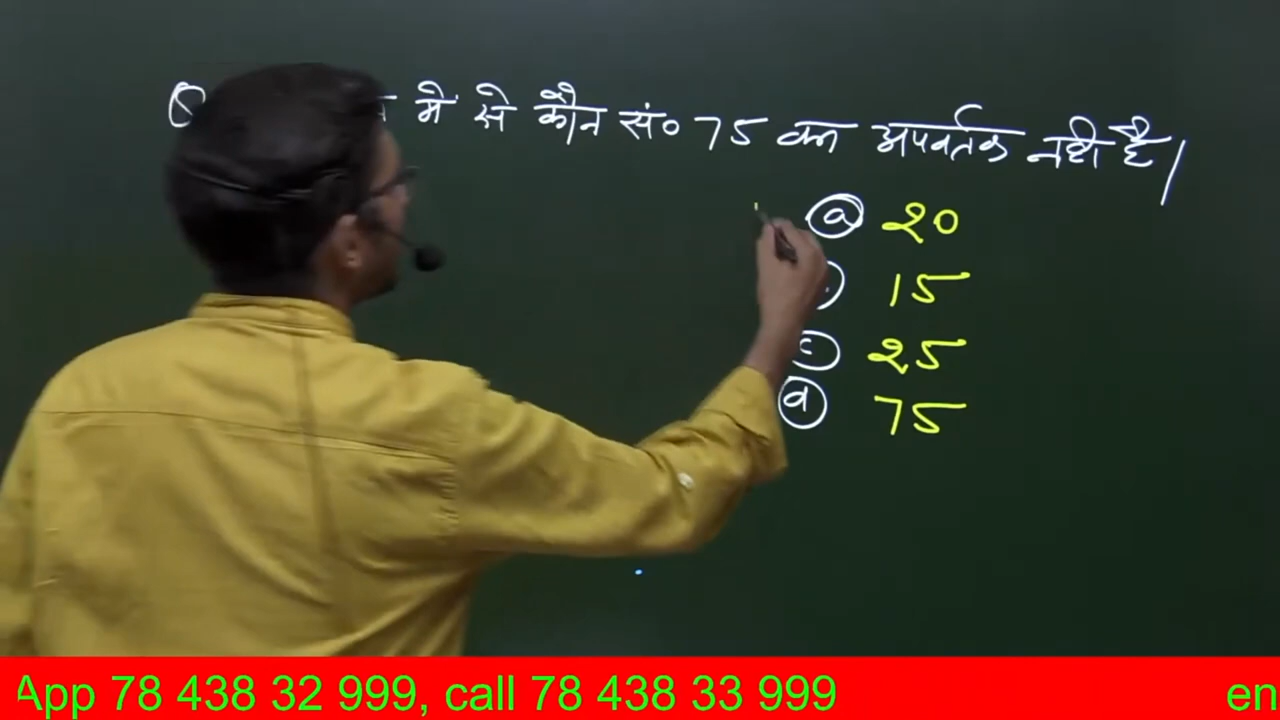 Q में से कौन सं० 75 का अपवर्तक नहीं है।
a 20
15
c 25
d 75
App 78 438 32 999, call 78 438 33 999 en